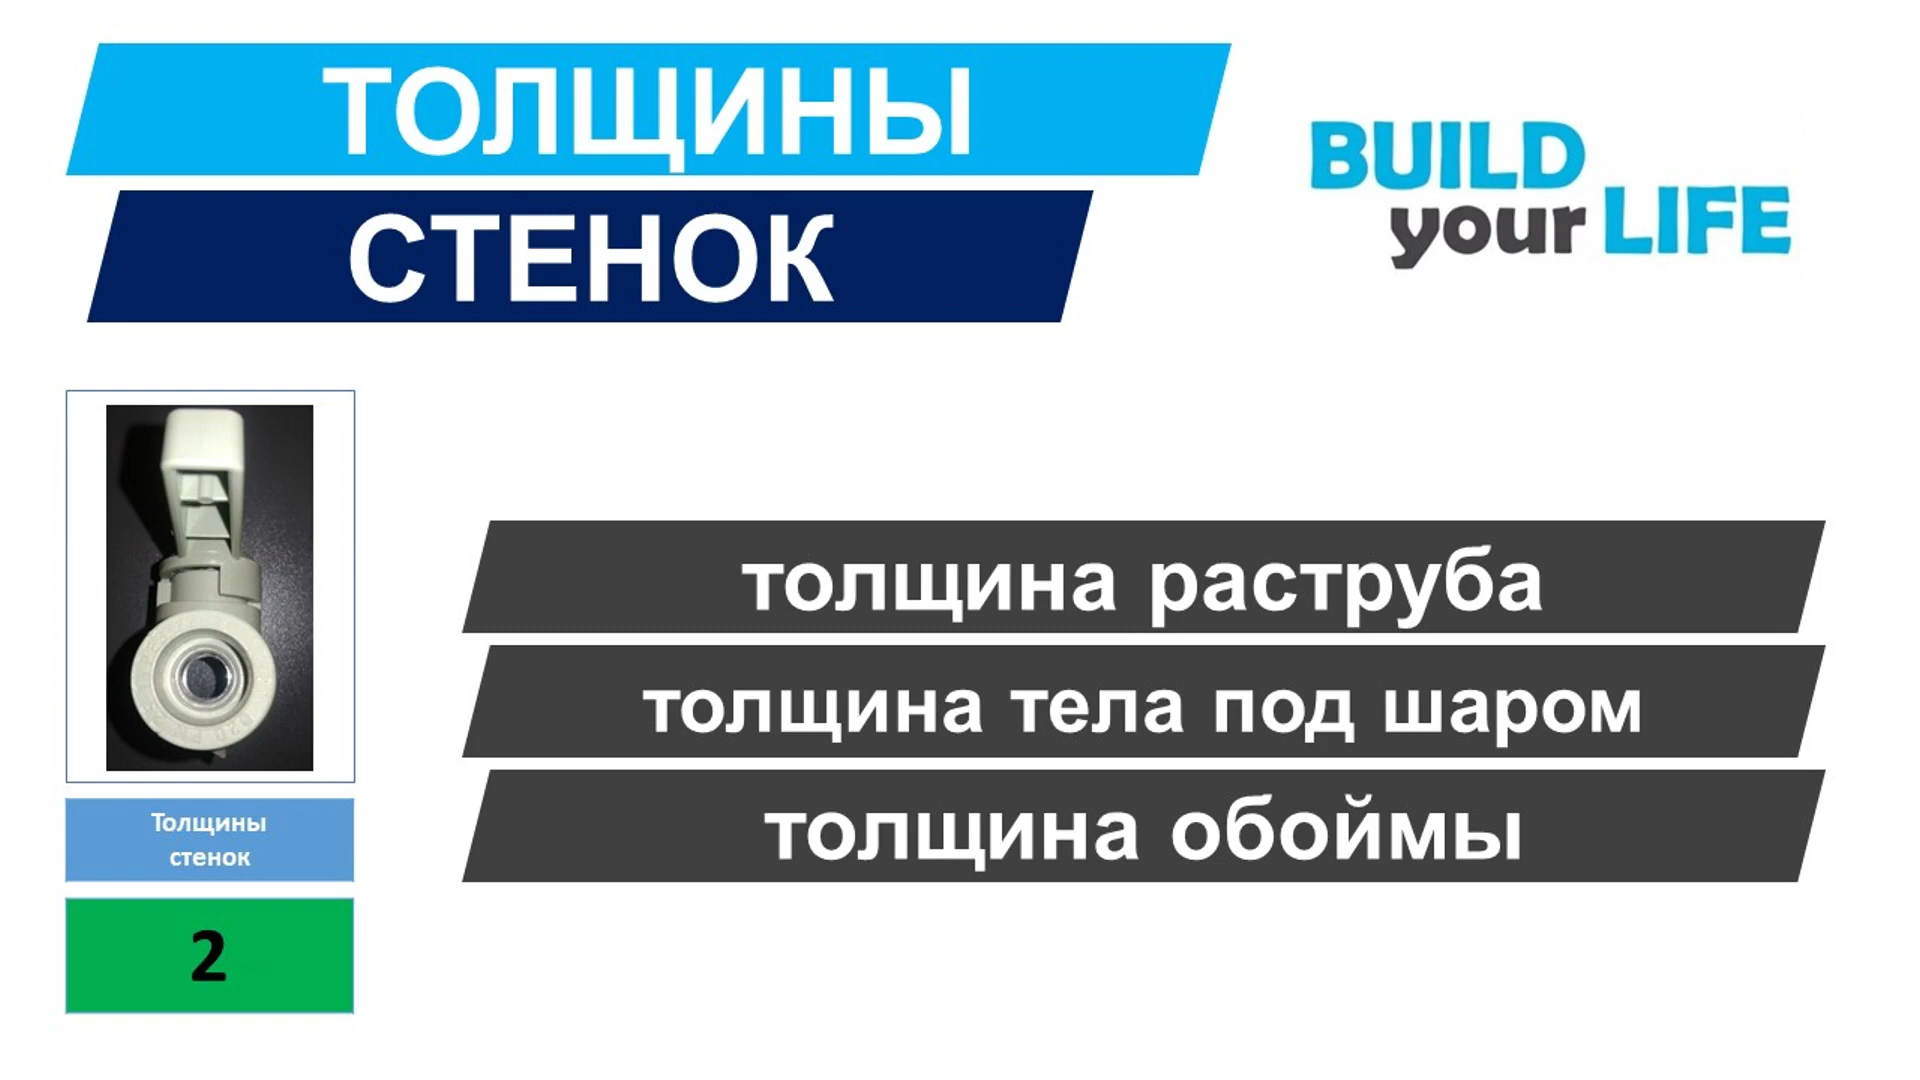 ТОЛЩИНЫ
СТЕНОК
BUILD
your LIFE
толщина раструба
толщина тела под шаром
толщина обоймы
Толщины
стенок
2